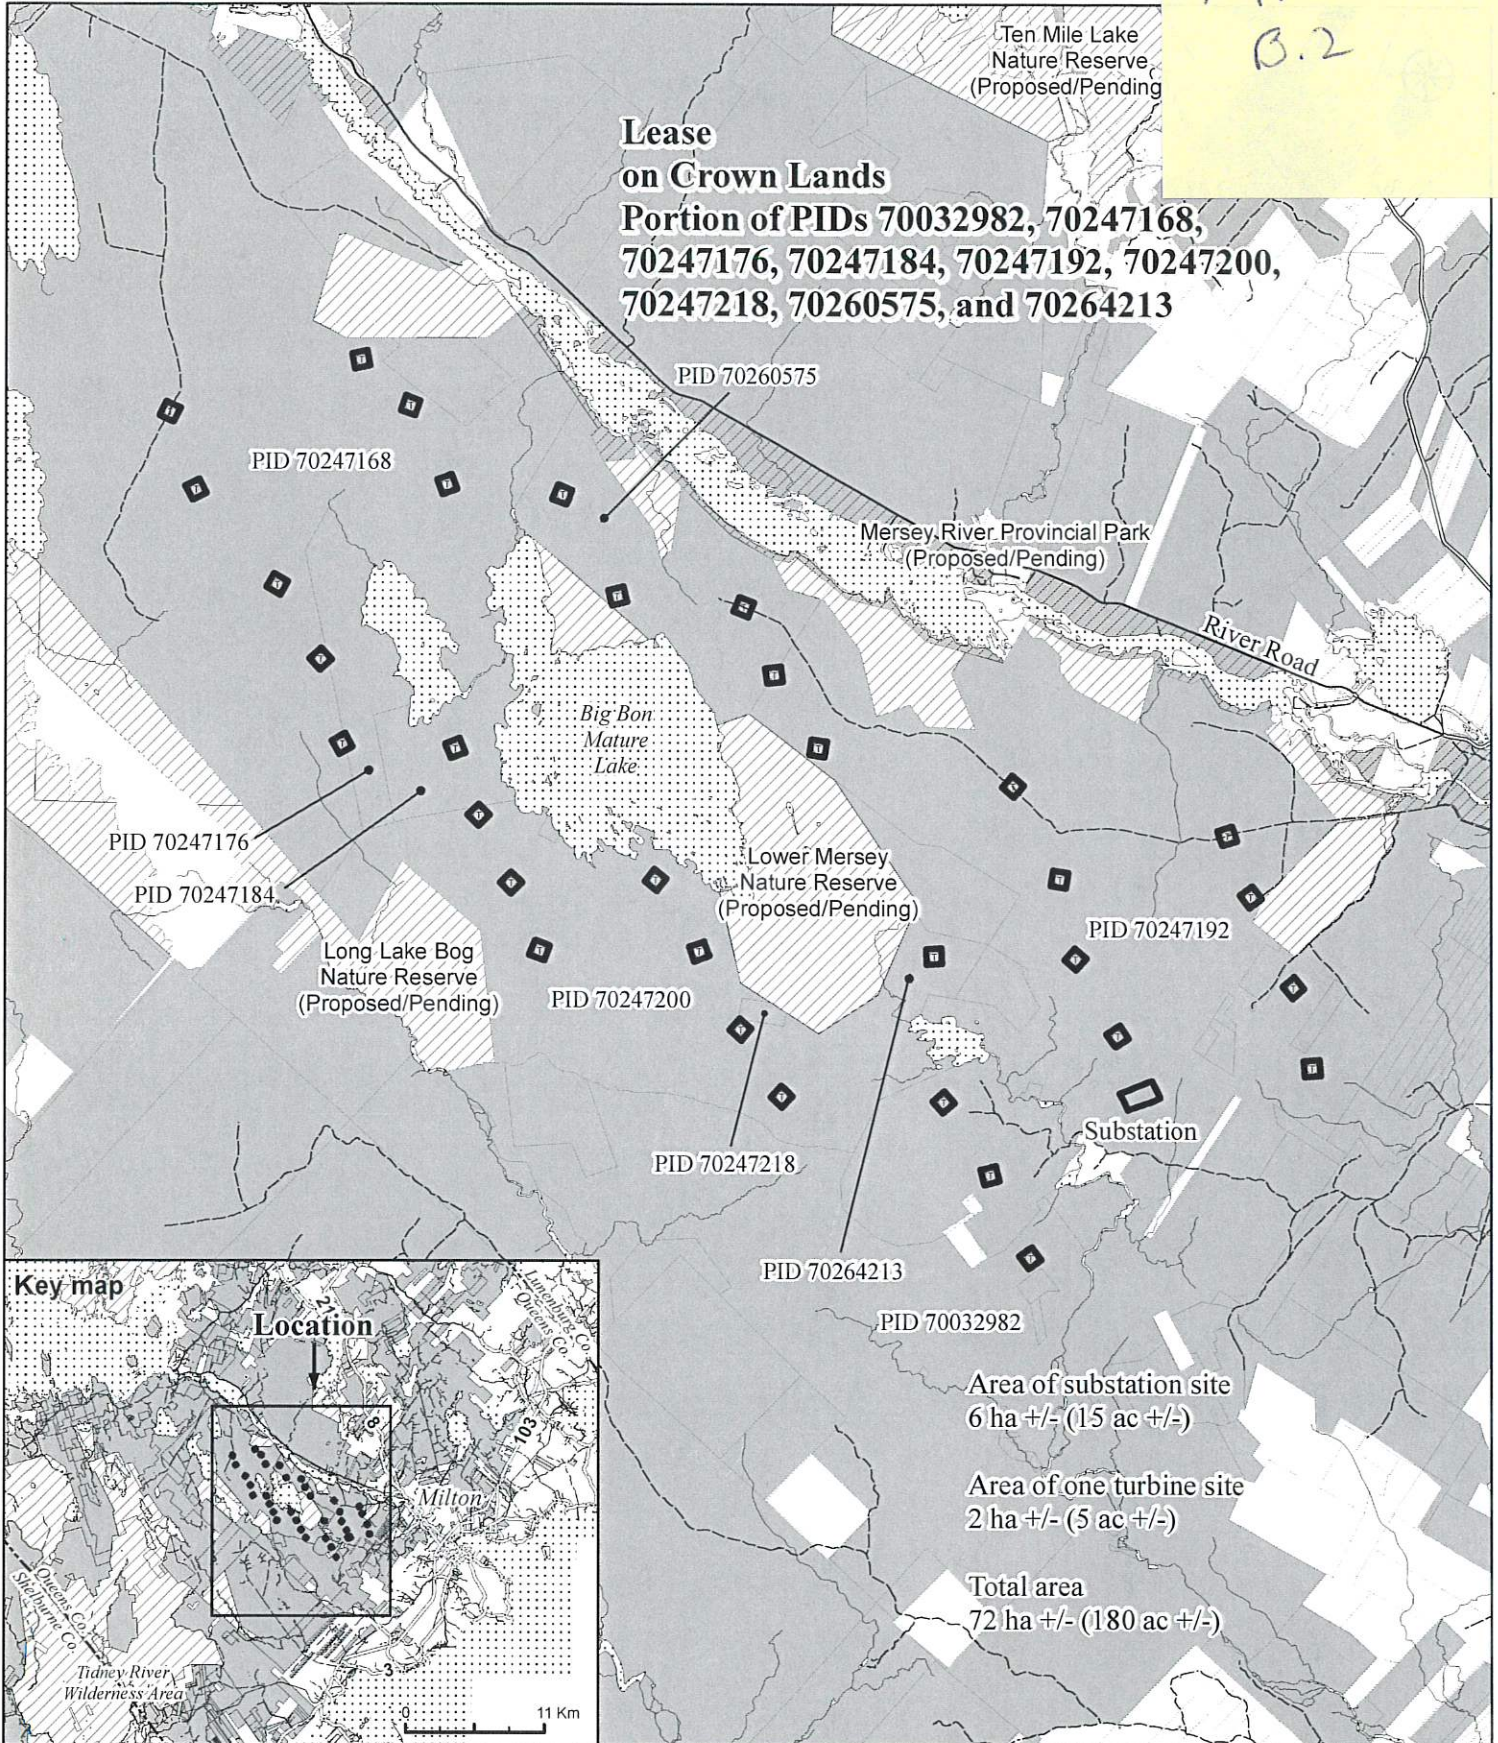 B.2
Ten Mile Lake
Nature Reserve
(Proposed/Pending
Lease
on Crown Lands
Portion of PIDs 70032982, 70247168,
70247176, 70247184, 70247192, 70247200,
70247218, 70260575, and 70264213
PID 70260575
PID 70247168
Mersey River Provincial Park
(Proposed/Pending)
River Road
Big Bon
Mature
Lake
PID 70247176
PID 70247184
Lower Mersey
Nature Reserve
(Proposed/Pending)
PID 70247192
Long Lake Bog
Nature Reserve
(Proposed/Pending)
PID 70247200
Substation
PID 70247218
PID 70264213
PID 70032982
Area of substation site
6 ha +/- (15 ac +/-)
Area of one turbine site
2 ha +/- (5 ac +/-)
Total area
72 ha +/- (180 ac +/-)
Key map
Location
Lunenburg Co.
Queens Co.
21
8
103
Milton
Queens Co.
Shelburne Co.
Tidney River
Wilderness Area
3
0
11 Km